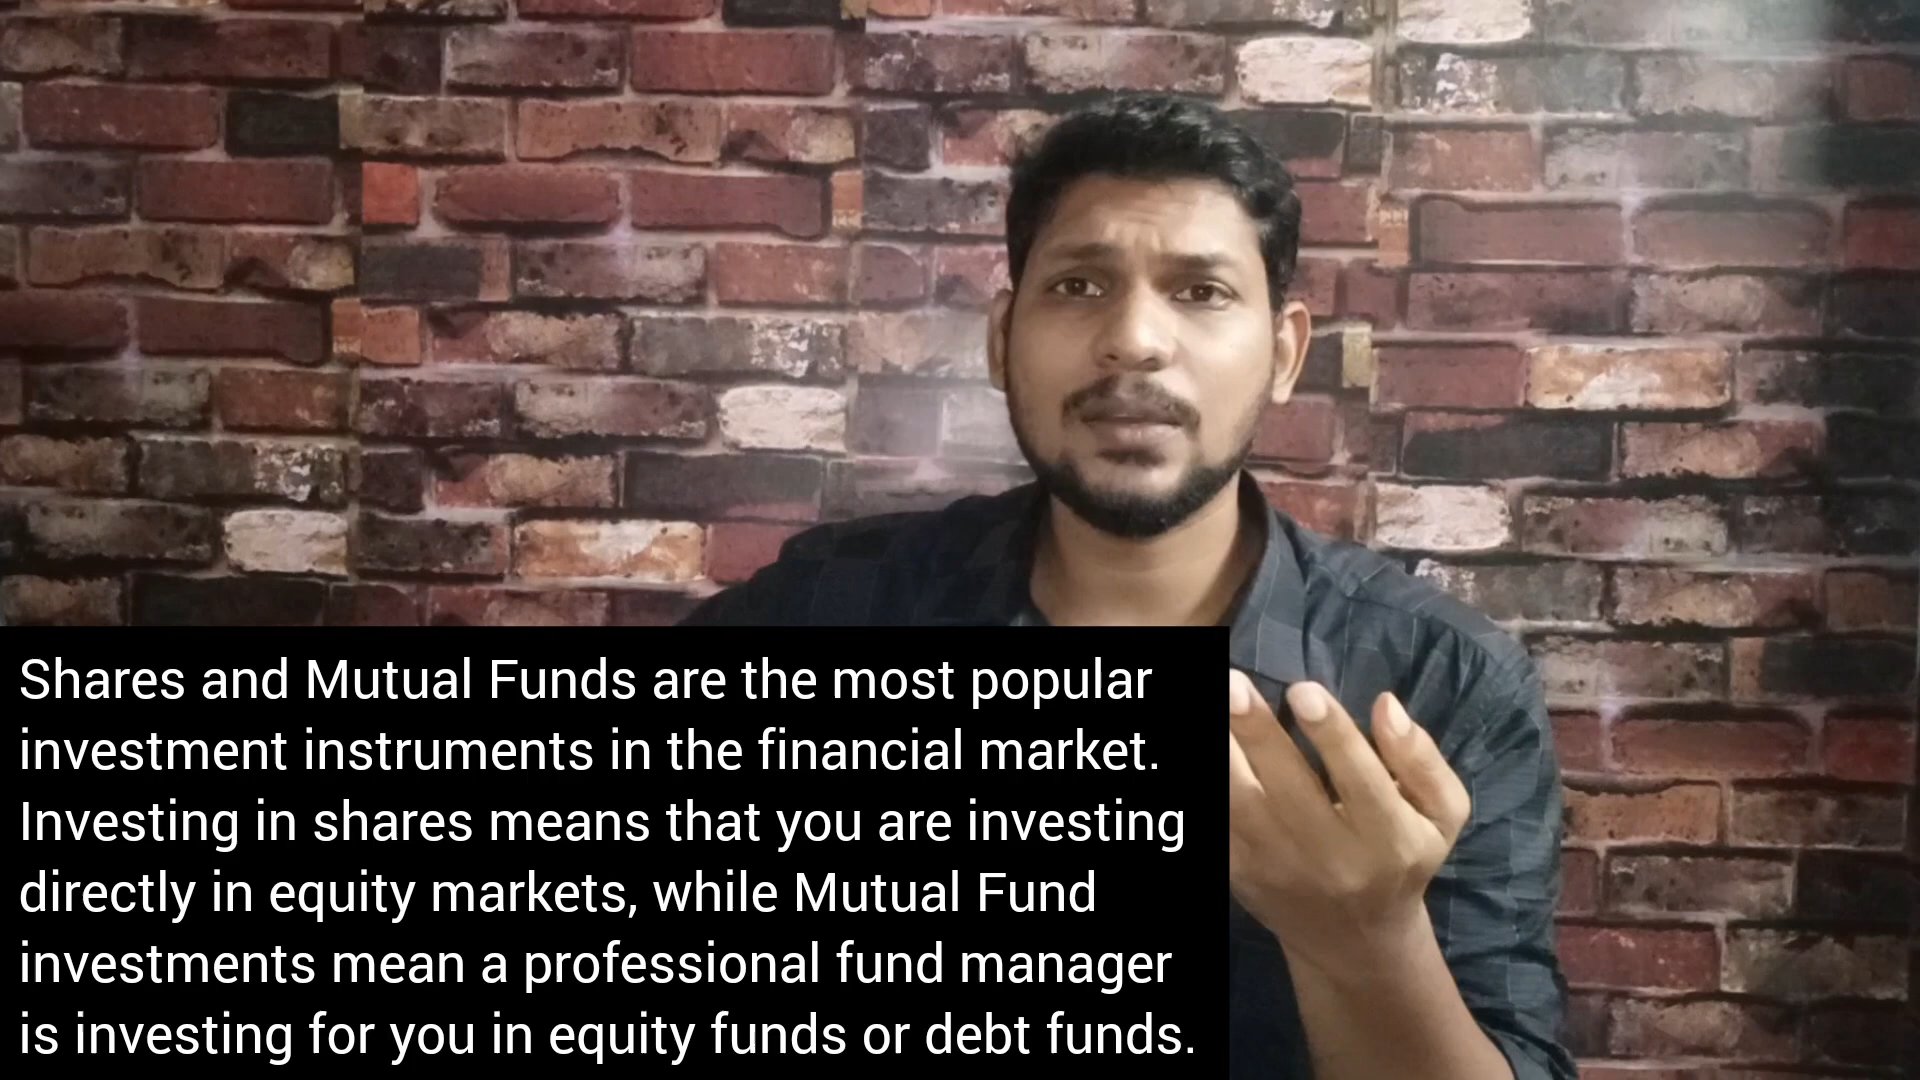 Shares and Mutual Funds are the most popular
investment instruments in the financial market.
Investing in shares means that you are investing
directly in equity markets, while Mutual Fund
investments mean a professional fund manager
is investing for you in equity funds or debt funds.